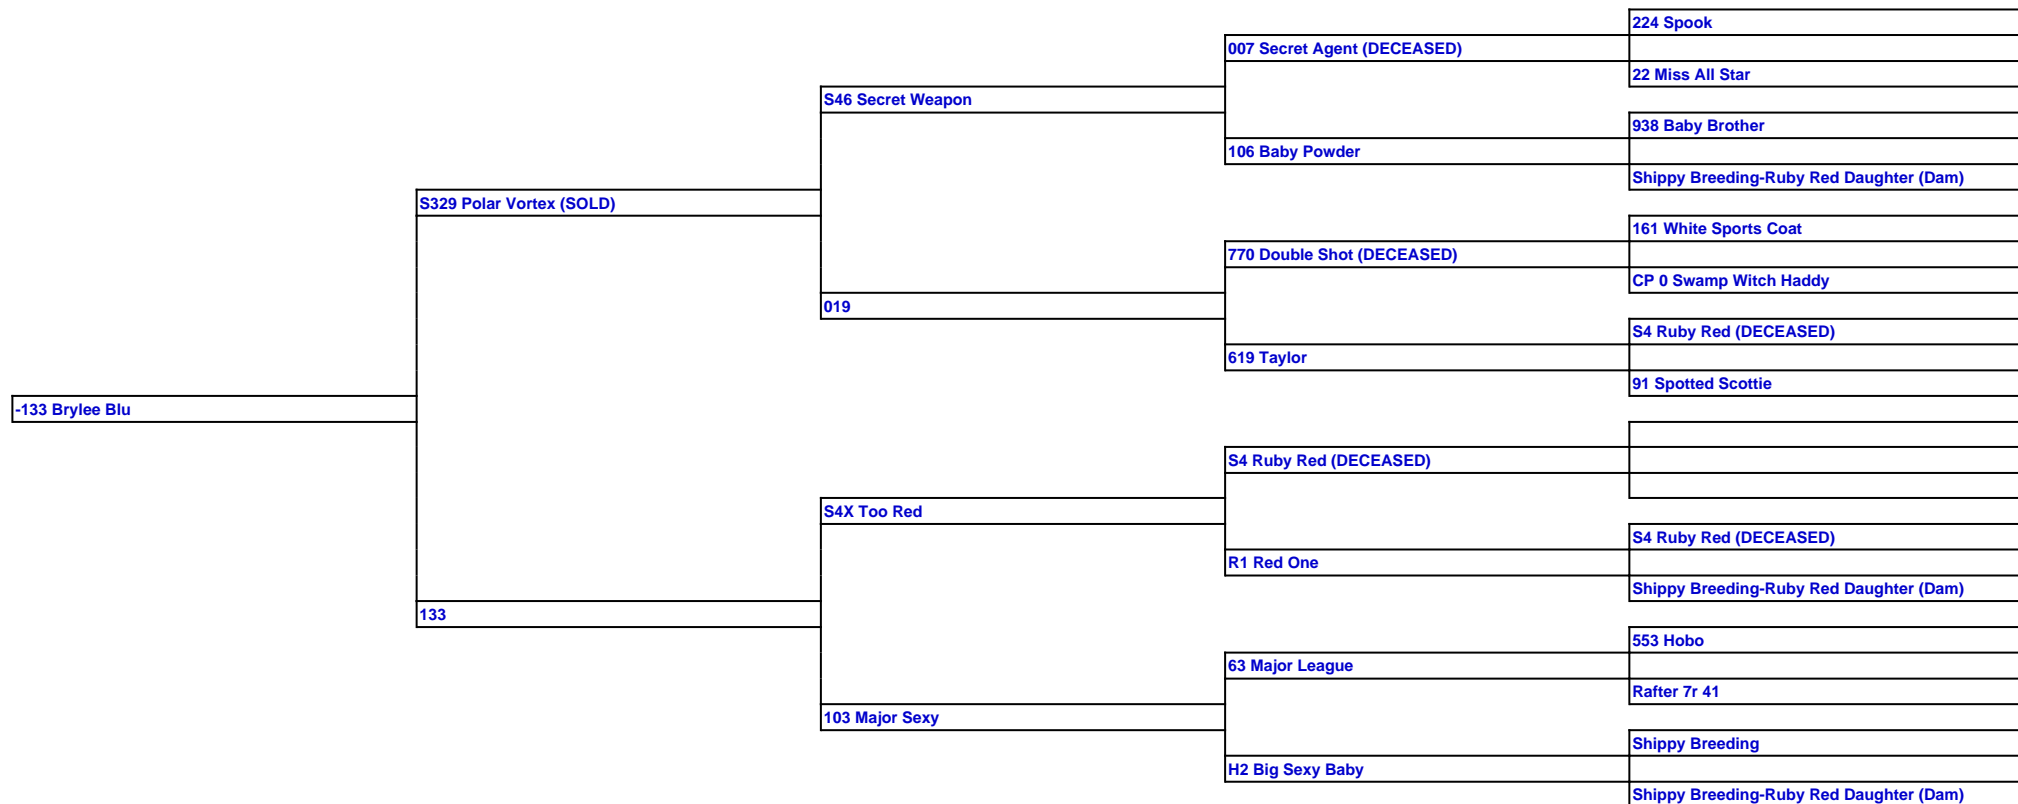 224 Spook
007 Secret Agent (DECEASED)
22 Miss All Star
S46 Secret Weapon
938 Baby Brother
106 Baby Powder
Shippy Breeding-Ruby Red Daughter (Dam)
S329 Polar Vortex (SOLD)
161 White Sports Coat
770 Double Shot (DECEASED)
CP 0 Swamp Witch Haddy
019
S4 Ruby Red (DECEASED)
619 Taylor
91 Spotted Scottie
-133 Brylee Blu
S4 Ruby Red (DECEASED)
S4X Too Red
S4 Ruby Red (DECEASED)
R1 Red One
Shippy Breeding-Ruby Red Daughter (Dam)
133
553 Hobo
63 Major League
Rafter 7r 41
103 Major Sexy
Shippy Breeding
H2 Big Sexy Baby
Shippy Breeding-Ruby Red Daughter (Dam)